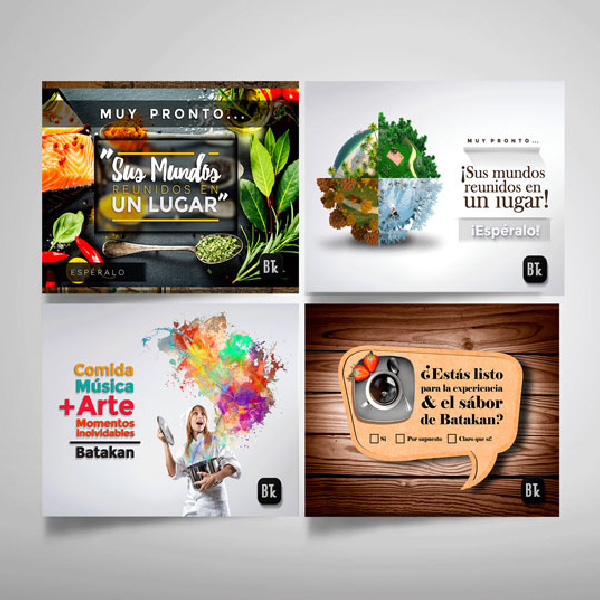 MUY PRONTO...
"Sus Mundos
REUNIDOS EN
UN LUGAR"
ESPÉRALO
BTk
MUY PRONTO...
¡Sus mundos
reunidos en
un lugar!
¡Espéralo!
BTk
Comida
Música
+Arte
Momentos
inolvidables
Batakan
BTk
¿Estás listo
para la experiencia
& el sábor
de Batakan?
Si
Por supuesto
Claro que si!
BTk